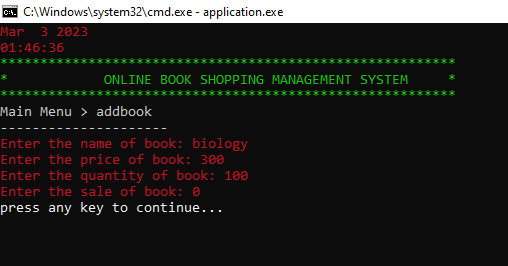 C:\Windows\system32\cmd.exe - application.exe
Mar  3 2023
01:46:36
*********************************************************
*            ONLINE BOOK SHOPPING MANAGEMENT SYSTEM     *
*********************************************************
Main Menu > addbook
---------------------
Enter the name of book: biology
Enter the price of book: 300
Enter the quantity of book: 100
Enter the sale of book: 0
press any key to continue...